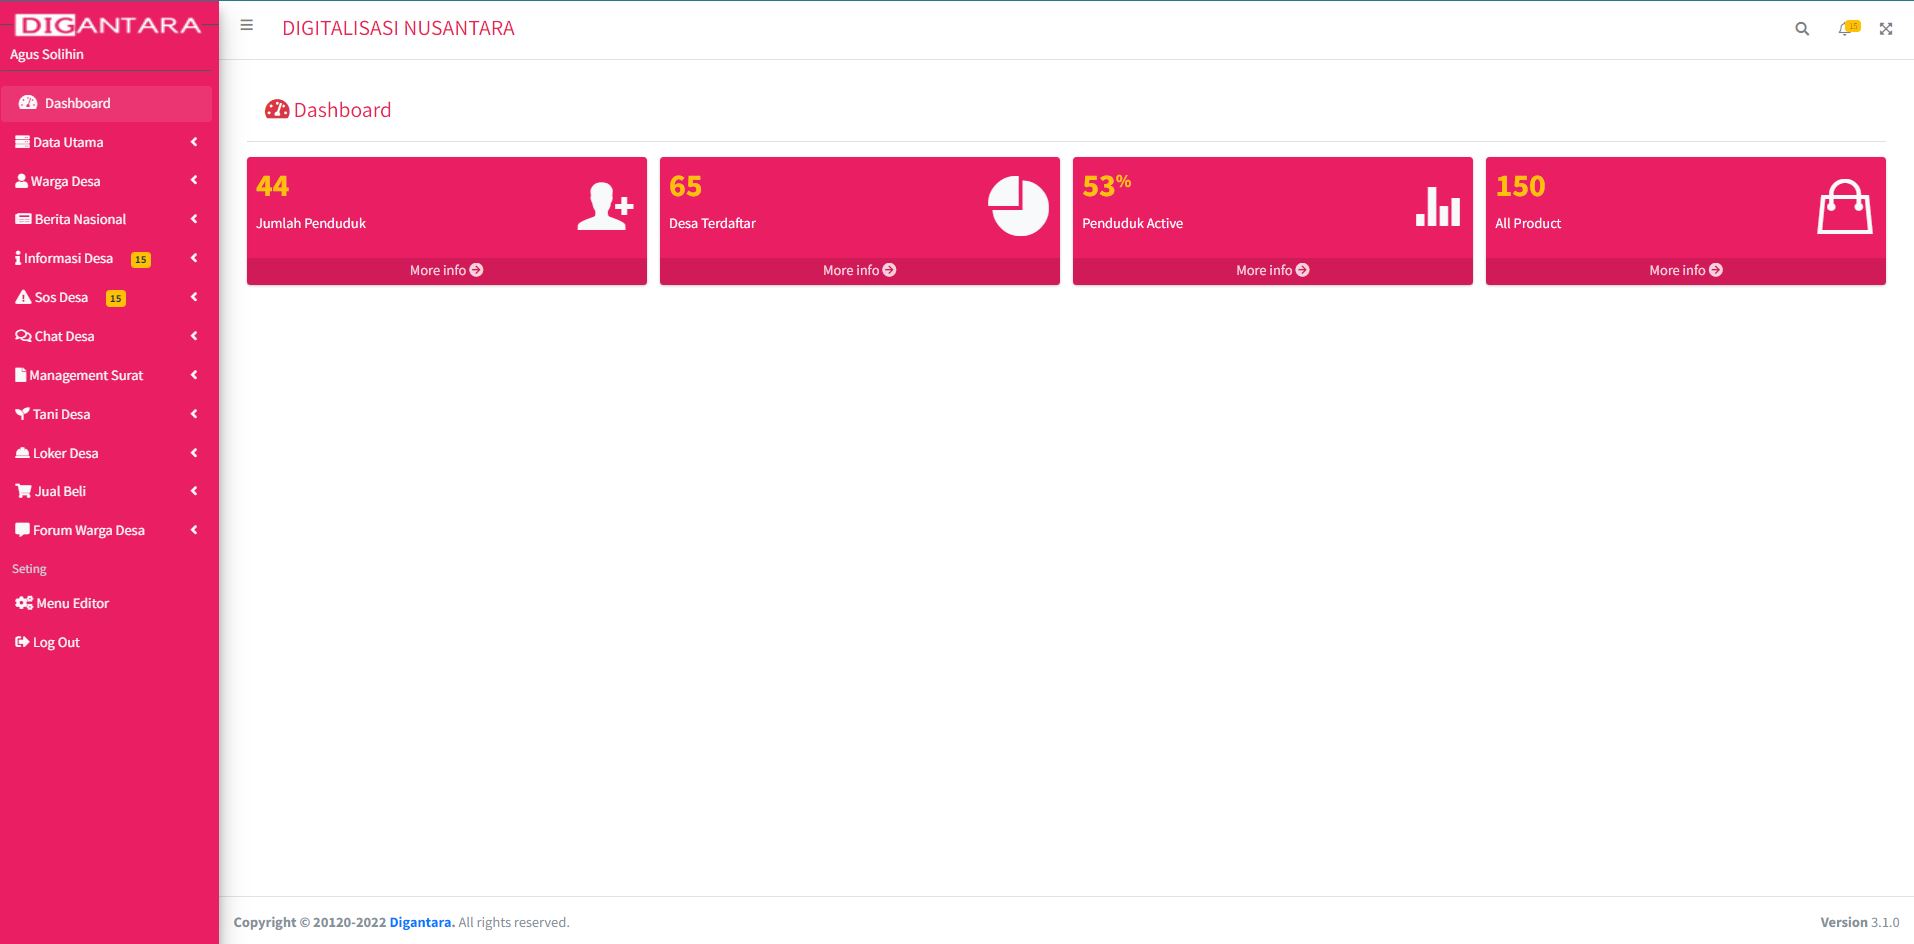 DIGANTARA
Agus Solihin
Dashboard
Data Utama
Warga Desa
Berita Nasional
Informasi Desa 15
Sos Desa 15
Chat Desa
Management Surat
Tani Desa
Loker Desa
Jual Beli
Forum Warga Desa
Seting
Menu Editor
Log Out
DIGITALISASI NUSANTARA
15
Dashboard
44
Jumlah Penduduk
More info
65
Desa Terdaftar
More info
53%
Penduduk Active
More info
150
All Product
More info
Copyright © 20120-2022 Digantara. All rights reserved.
Version 3.1.0